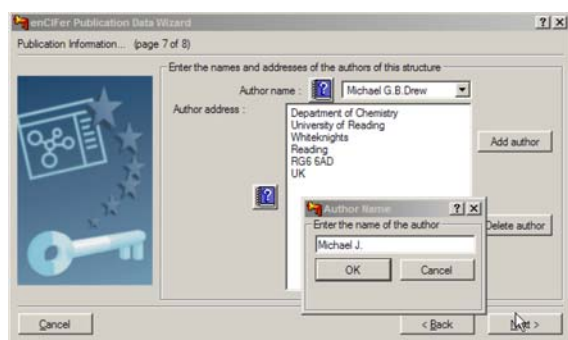 enCIFer Publication Data Wizard
Publication Information... (page 7 of 8)
Enter the names and addresses of the authors of this structure
Author name : Michael G.B.Drew
Author address :
Department of Chemistry
University of Reading
Whiteknights
Reading
RG6 6AD
UK
Add author
Author Name
Enter the name of the author
Michael J.
OK Cancel
Delete author
Cancel < Back Next >